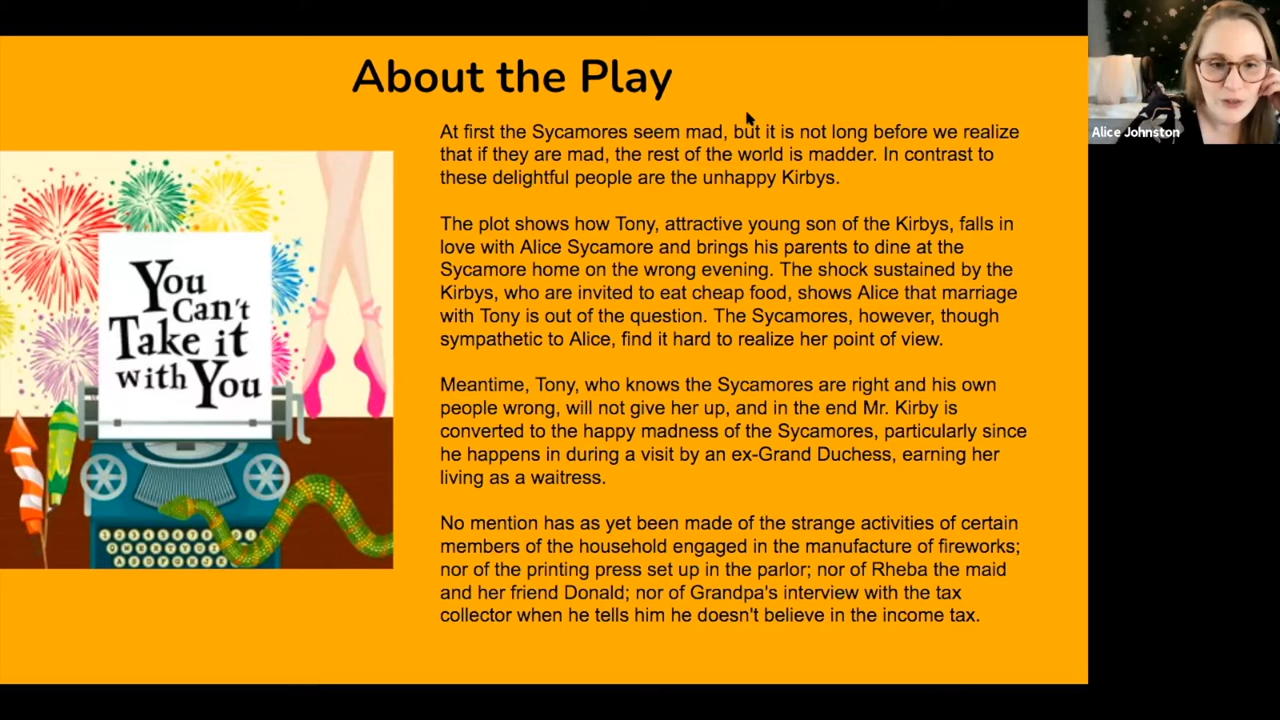 About the Play
At first the Sycamores seem mad, but it is not long before we realize
that if they are mad, the rest of the world is madder. In contrast to
these delightful people are the unhappy Kirbys.
The plot shows how Tony, attractive young son of the Kirbys, falls in
love with Alice Sycamore and brings his parents to dine at the
Sycamore home on the wrong evening. The shock sustained by the
Kirbys, who are invited to eat cheap food, shows Alice that marriage
with Tony is out of the question. The Sycamores, however, though
sympathetic to Alice, find it hard to realize her point of view.
Meantime, Tony, who knows the Sycamores are right and his own
people wrong, will not give her up, and in the end Mr. Kirby is
converted to the happy madness of the Sycamores, particularly since
he happens in during a visit by an ex-Grand Duchess, earning her
living as a waitress.
No mention has as yet been made of the strange activities of certain
members of the household engaged in the manufacture of fireworks;
nor of the printing press set up in the parlor; nor of Rheba the maid
and her friend Donald; nor of Grandpa's interview with the tax
collector when he tells him he doesn't believe in the income tax.
You
Can't
Take it
with You
Alice Johnston